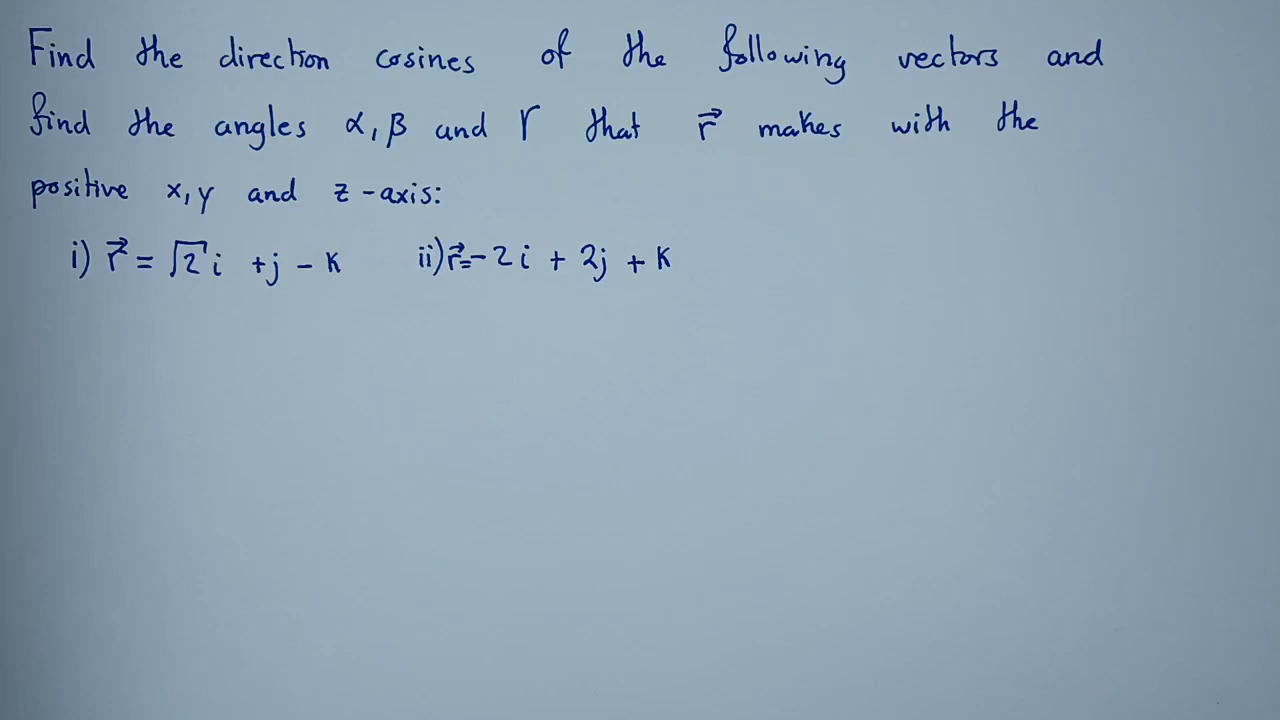 Find the direction cosines of the following vectors and
find the angles α, β and γ that r⃗ makes with the
positive x, y and z-axis:
i) r⃗ = √2 i + j - k ii) r⃗ = -2i + 2j + k